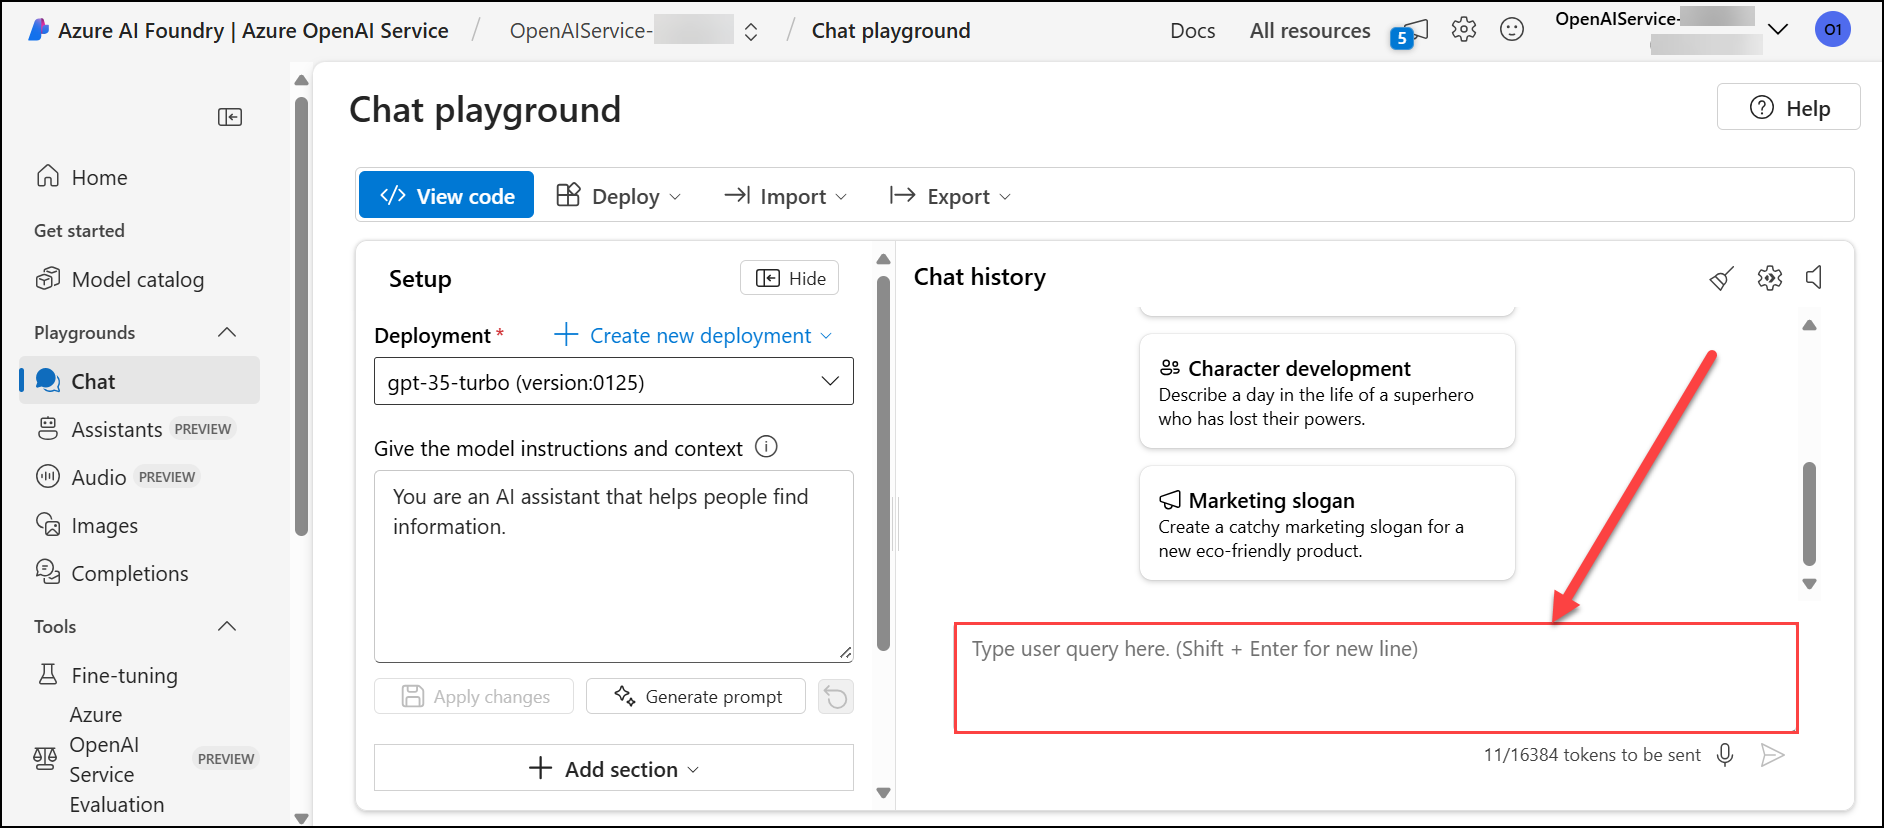 Azure AI Foundry | Azure OpenAI Service / OpenAIService- / Chat playground
Docs All resources 5 OpenAIService- O1
Home
Get started
Model catalog
Playgrounds
Chat
Assistants PREVIEW
Audio PREVIEW
Images
Completions
Tools
Fine-tuning
Azure
OpenAI
Service PREVIEW
Evaluation
Chat playground
Help
View code Deploy Import Export
Setup
Hide
Deployment * Create new deployment
gpt-35-turbo (version:0125)
Give the model instructions and context
You are an AI assistant that helps people find
information.
Apply changes Generate prompt
Add section
Chat history
Character development
Describe a day in the life of a superhero
who has lost their powers.
Marketing slogan
Create a catchy marketing slogan for a
new eco-friendly product.
Type user query here. (Shift + Enter for new line)
11/16384 tokens to be sent